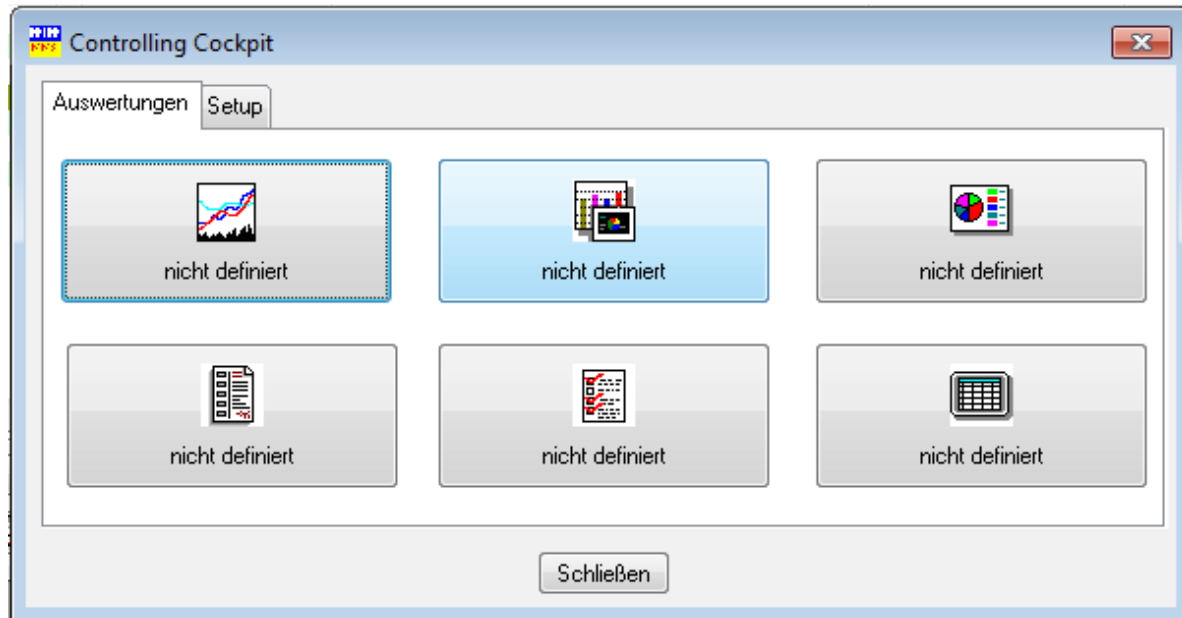 Controlling Cockpit
Auswertungen Setup
nicht definiert nicht definiert nicht definiert
nicht definiert nicht definiert nicht definiert
Schließen